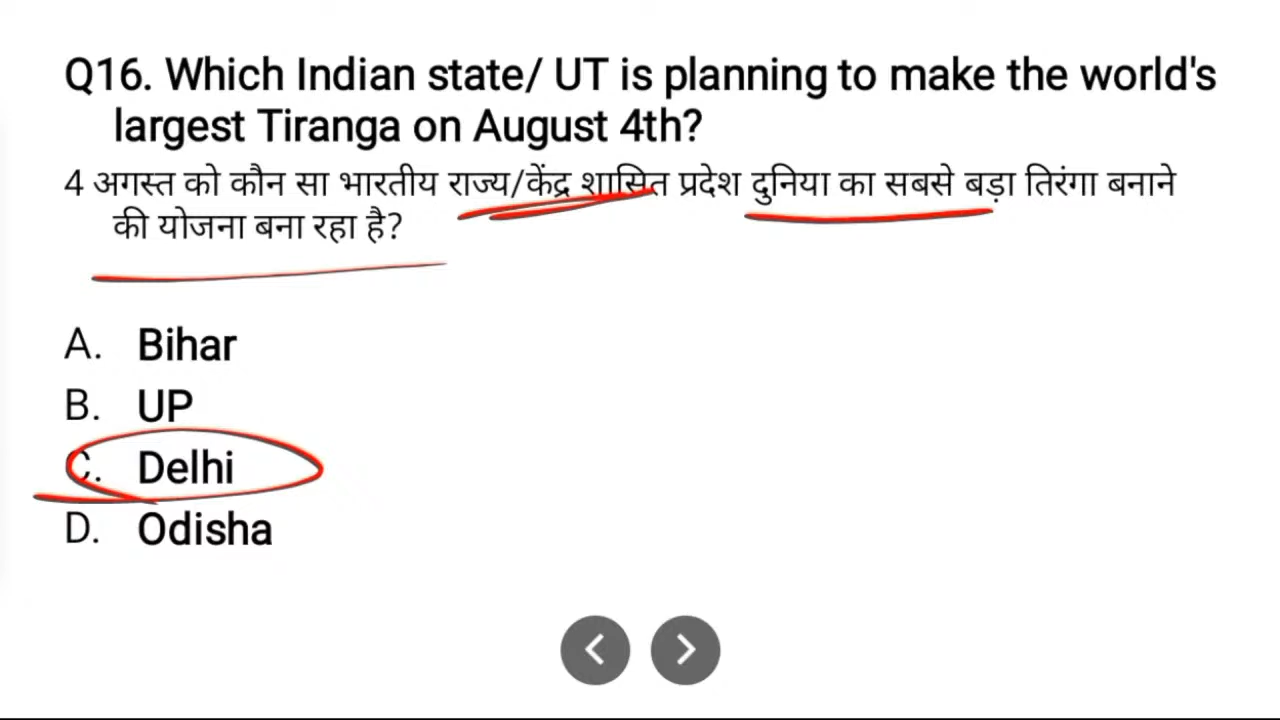 Q16. Which Indian state/ UT is planning to make the world's
largest Tiranga on August 4th?
4 अगस्त को कौन सा भारतीय राज्य/केंद्र शासित प्रदेश दुनिया का सबसे बड़ा तिरंगा बनाने
की योजना बना रहा है?
A. Bihar
B. UP
C. Delhi
D. Odisha